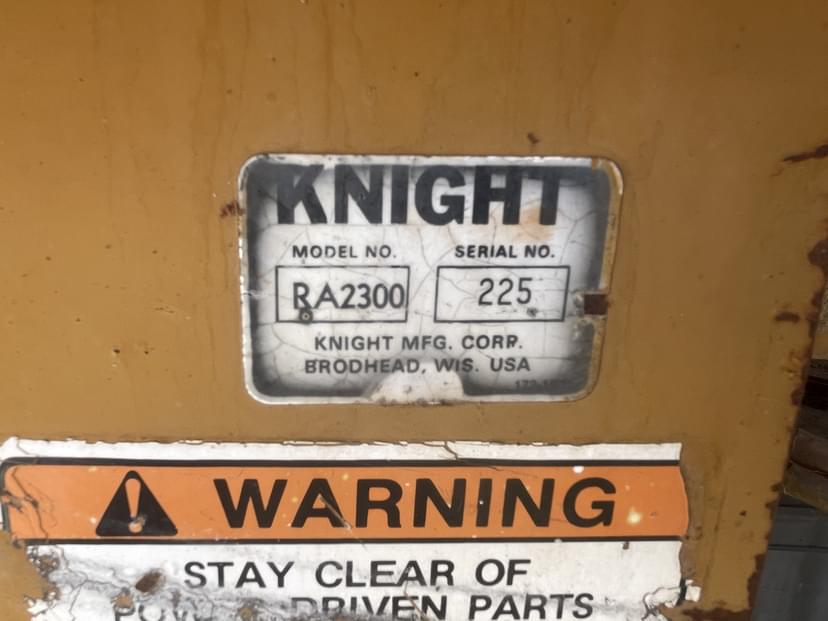 KNIGHT
MODEL NO. SERIAL NO.
RA2300 225
KNIGHT MFG. CORP.
BRODHEAD, WIS. USA
WARNING
STAY CLEAR OF
DRIVEN PARTS